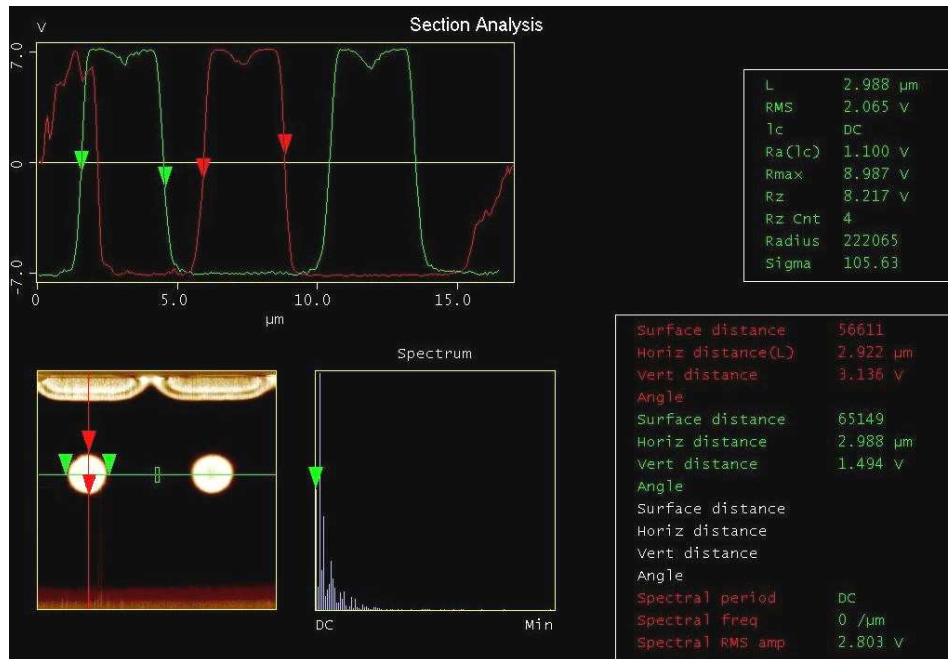 Section Analysis
V
7.0
0
-7.0
0 5.0 10.0 15.0
µm
L 2.988 µm
RMS 2.065 V
lc DC
Ra(lc) 1.100 V
Rmax 8.987 V
Rz 8.217 V
Rz Cnt 4
Radius 222065
Sigma 105.63
Spectrum
DC Min
Surface distance 56611
Horiz distance(L) 2.922 µm
Vert distance 3.136 V
Angle
Surface distance 65149
Horiz distance 2.988 µm
Vert distance 1.494 V
Angle
Surface distance
Horiz distance
Vert distance
Angle
Spectral period DC
Spectral freq 0 /µm
Spectral RMS amp 2.803 V